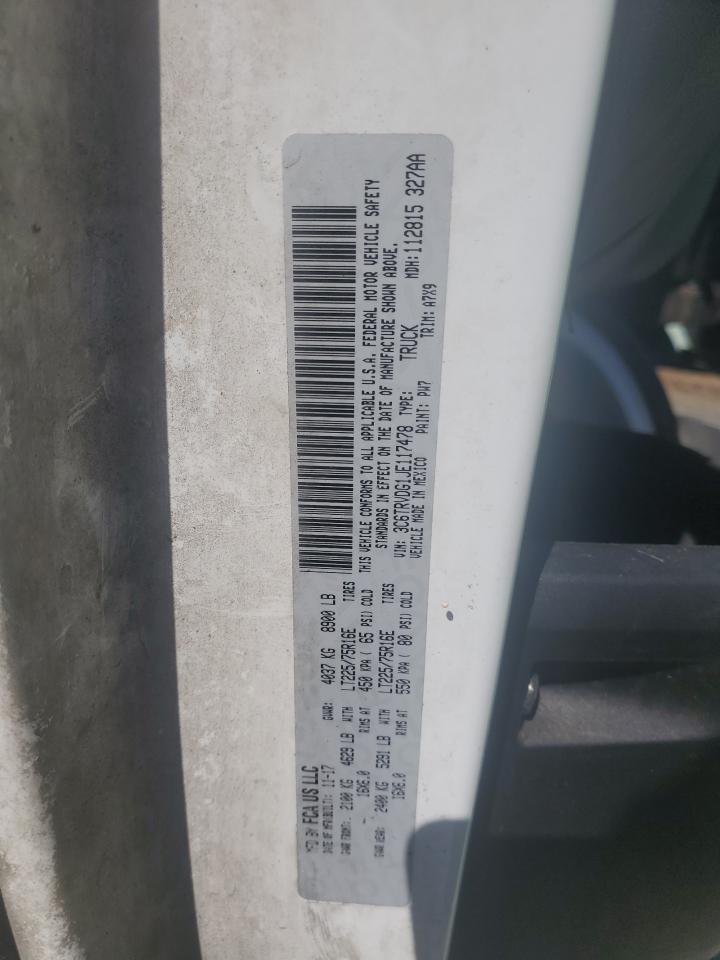 MFD BY FCA US LLC
DATE OF MFR(BUILT): 11-17 GVWR: 4037 KG 8900 LB
GAWR FRONT: 2100 KG 4629 LB WITH LT225/75R16E TIRES
16X6.0 RIMS AT 450 KPA ( 65 PSI) COLD
GAWR REAR: 2400 KG 5291 LB WITH LT225/75R16E TIRES
16X6.0 RIMS AT 550 KPA ( 80 PSI) COLD
THIS VEHICLE CONFORMS TO ALL APPLICABLE U.S.A. FEDERAL MOTOR VEHICLE SAFETY
STANDARDS IN EFFECT ON THE DATE OF MANUFACTURE SHOWN ABOVE.
VIN: 3C6TRVDG1JE117478 TYPE: TRUCK MDH:112815 327AA
VEHICLE MADE IN MEXICO PAINT: PW7 TRIM: A7X9